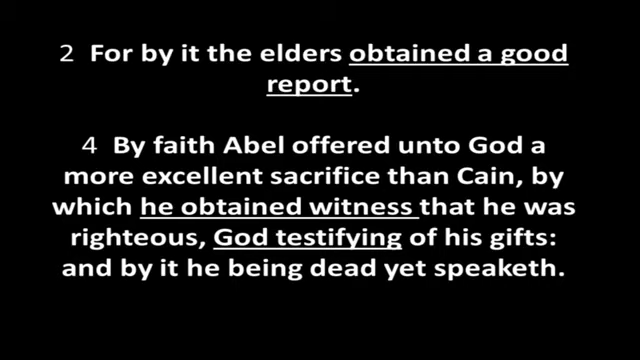 2 For by it the elders obtained a good
report.
4 By faith Abel offered unto God a
more excellent sacrifice than Cain, by
which he obtained witness that he was
righteous, God testifying of his gifts:
and by it he being dead yet speaketh.